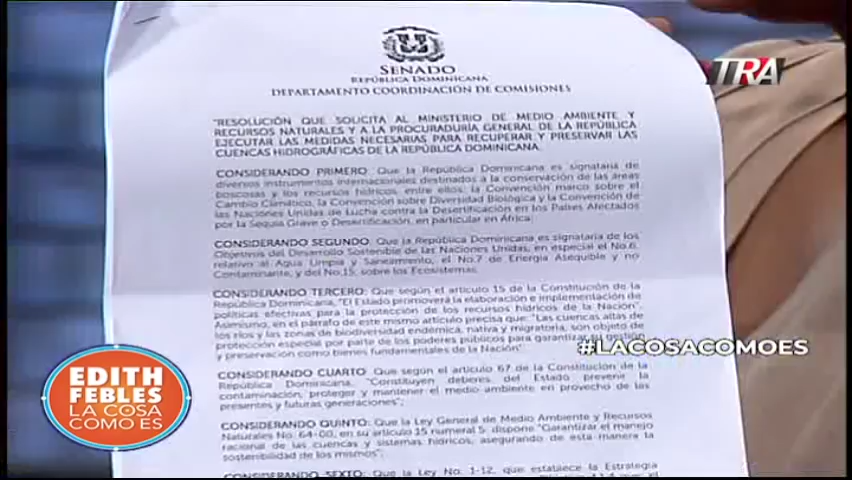 SENADO
REPÚBLICA DOMINICANA
DEPARTAMENTO COORDINACIÓN DE COMISIONES
TRA
"RESOLUCIÓN QUE SOLICITA AL MINISTERIO DE MEDIO AMBIENTE Y
RECURSOS NATURALES Y A LA PROCURADURÍA GENERAL DE LA REPÚBLICA
EJECUTAR LAS MEDIDAS NECESARIAS PARA RECUPERAR Y PRESERVAR LAS
CUENCAS HIDROGRÁFICAS DE LA REPÚBLICA DOMINICANA.
CONSIDERANDO PRIMERO: Que la República Dominicana es signataria de
diversos instrumentos internacionales destinados a la conservación de las áreas
boscosas y los recursos hídricos, entre ellos: la Convención marco sobre el
Cambio Climático, la Convención sobre Diversidad Biológica y la Convención de
las Naciones Unidas de Lucha contra la Desertificación en los Países Afectados
por la Sequía Grave o Desertificación, en particular en África;
CONSIDERANDO SEGUNDO: Que la República Dominicana es signataria de los
Objetivos del Desarrollo Sostenible de las Naciones Unidas, en especial el No.6,
relativo al Agua Limpia y Saneamiento, el No.7 de Energía Asequible y no
Contaminante, y del No.15, sobre los Ecosistemas;
CONSIDERANDO TERCERO: Que según el artículo 15 de la Constitución de la
República Dominicana, "El Estado promoverá la elaboración e implementación de
políticas efectivas para la protección de los recursos hídricos de la Nación".
Asimismo, en el párrafo de este mismo artículo precisa que: "Las cuencas altas de
los ríos y las zonas de biodiversidad endémica, nativa y migratoria, son objeto de
protección especial por parte de los poderes públicos para garantizar su gestión
y preservación como bienes fundamentales de la Nación";
#LACOSACOMOES
CONSIDERANDO CUARTO: Que según el artículo 67 de la Constitución de la
República Dominicana, "Constituyen deberes del Estado prevenir la
contaminación, proteger y mantener el medio ambiente en provecho de las
presentes y futuras generaciones";
CONSIDERANDO QUINTO: Que la Ley General de Medio Ambiente y Recursos
Naturales No. 64-00, en su artículo 15 numeral 5, dispone "Garantizar el manejo
racional de las cuencas y sistemas hídricos, asegurando de esta manera la
sostenibilidad de los mismos";
CONSIDERANDO SEXTO: Que la Ley No. 1-12, que establece la Estrategia
EDITH
FEBLES
LA COSA
COMO ES